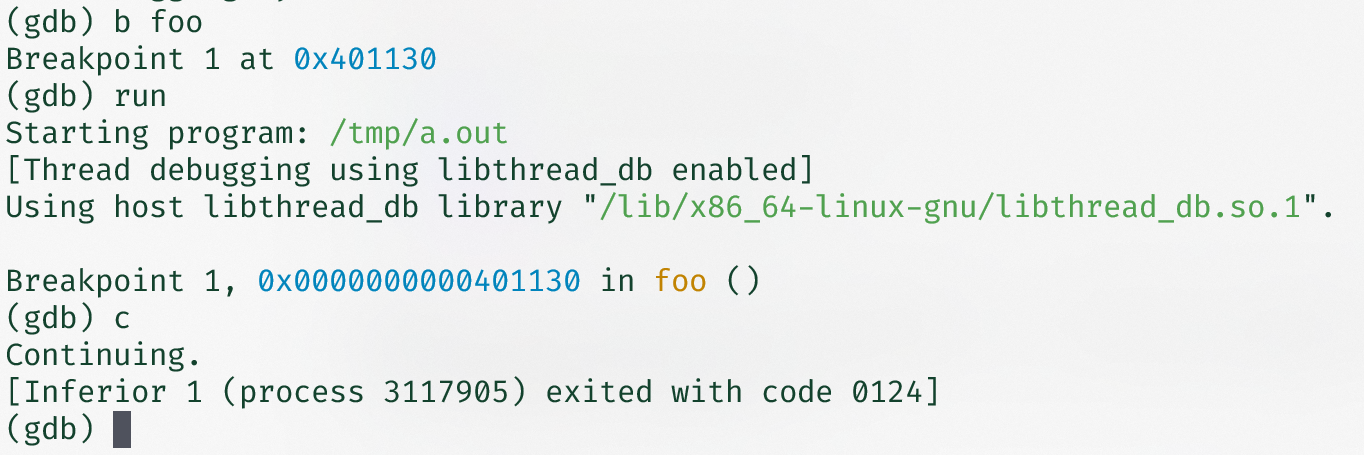 (gdb) b foo
Breakpoint 1 at 0x401130
(gdb) run
Starting program: /tmp/a.out
[Thread debugging using libthread_db enabled]
Using host libthread_db library "/lib/x86_64-linux-gnu/libthread_db.so.1".
Breakpoint 1, 0x0000000000401130 in foo ()
(gdb) c
Continuing.
[Inferior 1 (process 3117905) exited with code 0124]
(gdb)